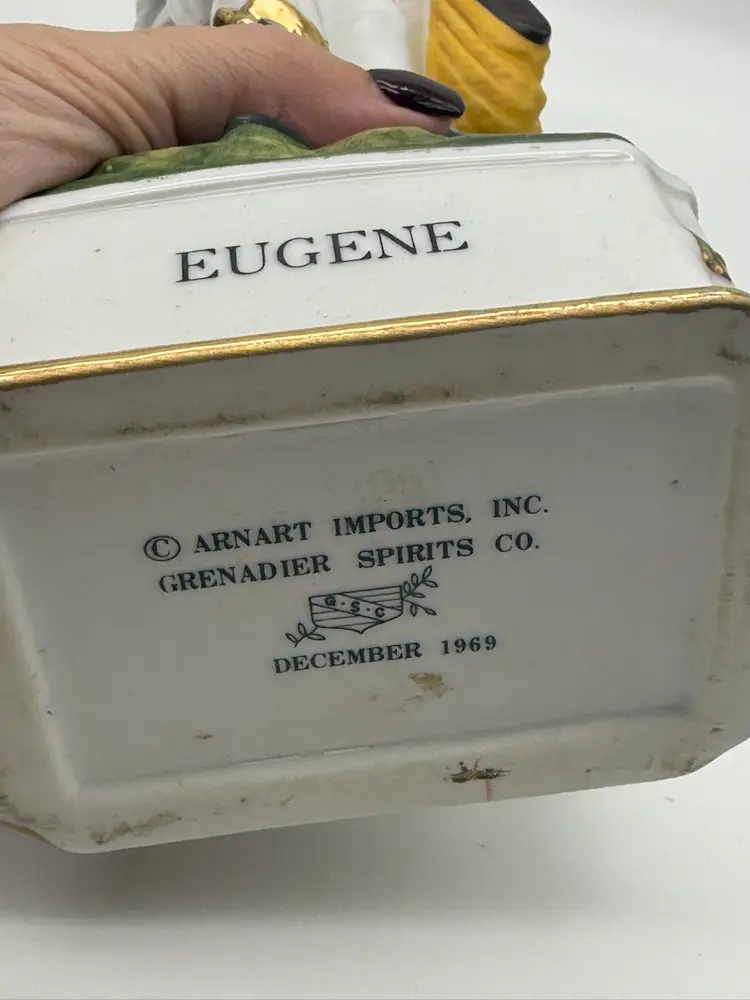 EUGENE
© ARNART IMPORTS, INC.
GRENADIER SPIRITS CO.
G·S·C
DECEMBER 1969